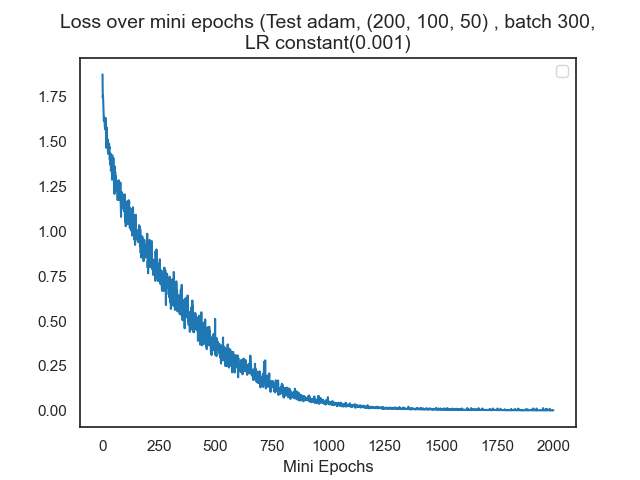 Loss over mini epochs (Test adam, (200, 100, 50) , batch 300,
LR constant(0.001)
1.75
1.50
1.25
1.00
0.75
0.50
0.25
0.00
0 250 500 750 1000 1250 1500 1750 2000
Mini Epochs